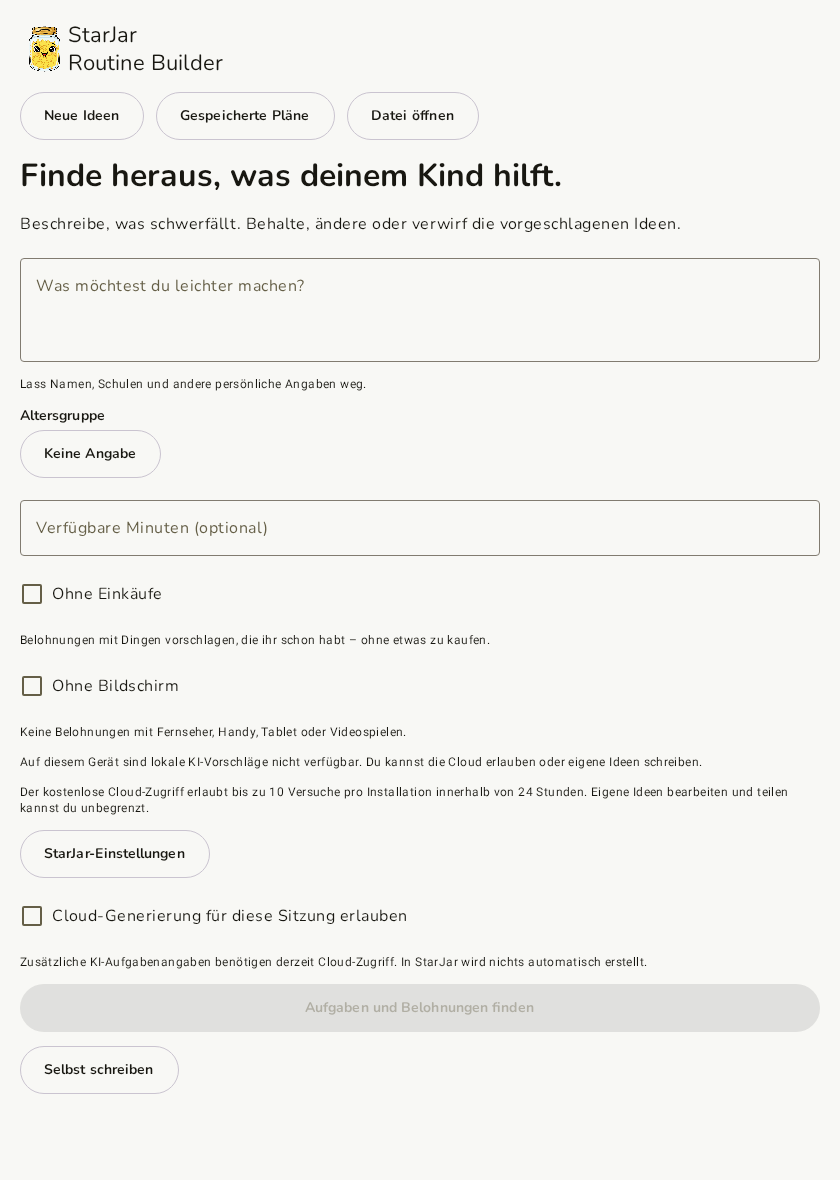 StarJar
Routine Builder
Neue Ideen
Gespeicherte Pläne
Datei öffnen
Finde heraus, was deinem Kind hilft.
Beschreibe, was schwerfällt. Behalte, ändere oder verwirf die vorgeschlagenen Ideen.
Was möchtest du leichter machen?
Lass Namen, Schulen und andere persönliche Angaben weg.
Altersgruppe
Keine Angabe
Verfügbare Minuten (optional)
Ohne Einkäufe
Belohnungen mit Dingen vorschlagen, die ihr schon habt – ohne etwas zu kaufen.
Ohne Bildschirm
Keine Belohnungen mit Fernseher, Handy, Tablet oder Videospielen.
Auf diesem Gerät sind lokale KI-Vorschläge nicht verfügbar. Du kannst die Cloud erlauben oder eigene Ideen schreiben.
Der kostenlose Cloud-Zugriff erlaubt bis zu 10 Versuche pro Installation innerhalb von 24 Stunden. Eigene Ideen bearbeiten und teilen
kannst du unbegrenzt.
StarJar-Einstellungen
Cloud-Generierung für diese Sitzung erlauben
Zusätzliche KI-Aufgabenangaben benötigen derzeit Cloud-Zugriff. In StarJar wird nichts automatisch erstellt.
Aufgaben und Belohnungen finden
Selbst schreiben